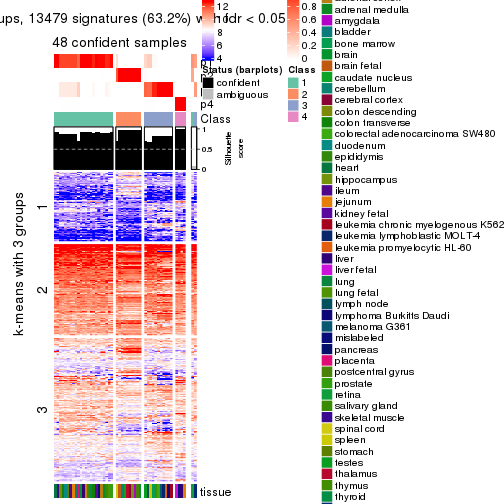 ups, 13479 signatures (63.2%) w fdr < 0.05
48 confident samples
12
10
6
4
0.8
0.6
0.4
0.2
0
p4
Class
1
0.5
0
Silhouette
score
Status (barplots)
confident
ambiguous
Class
1
2
3
4
k-means with 3 groups
1
2
3
tissue
adrenal medulla
amygdala
bladder
bone marrow
brain
brain fetal
caudate nucleus
cerebellum
cerebral cortex
colon descending
colon transverse
colorectal adenocarcinoma SW480
duodenum
epididymis
heart
hippocampus
ileum
jejunum
kidney fetal
leukemia chronic myelogenous K562
leukemia lymphoblastic MOLT-4
leukemia promyelocytic HL-60
liver
liver fetal
lung
lung fetal
lymph node
lymphoma Burkitts Daudi
melanoma G361
mislabeled
pancreas
placenta
postcentral gyrus
prostate
retina
salivary gland
skeletal muscle
spinal cord
spleen
stomach
testes
thalamus
thymus
thyroid